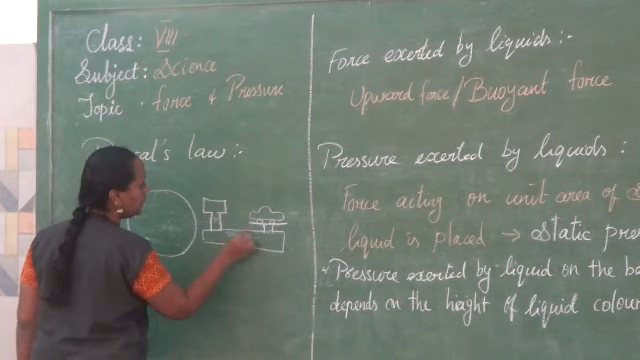 Class: VIII
Subject: Science
Topic : force & Pressure
Pascal's law :-
Force exerted by liquids :-
Upward force/Buoyant force
Pressure exerted by liquids :
Force acting on unit area of
liquid is placed → static pre
Pressure exerted by liquid on the ba
depends on the height of liquid colou